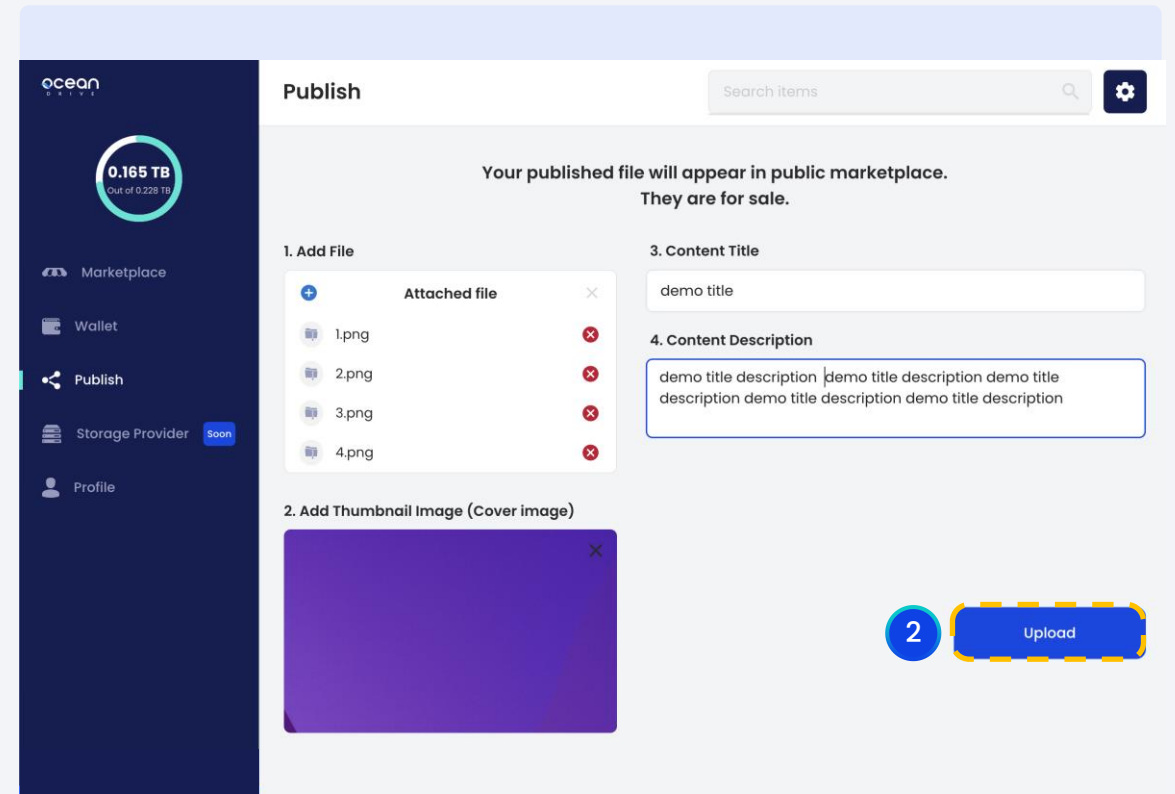 ocean
DRIVE
Publish
Search items
0.165 TB
Out of 0.228 TB
Marketplace
Wallet
Publish
Storage Provider Soon
Profile
Your published file will appear in public marketplace.
They are for sale.
1. Add File
Attached file
1.png
2.png
3.png
4.png
2. Add Thumbnail Image (Cover image)
3. Content Title
demo title
4. Content Description
demo title description demo title description demo title
description demo title description demo title description
2
Upload